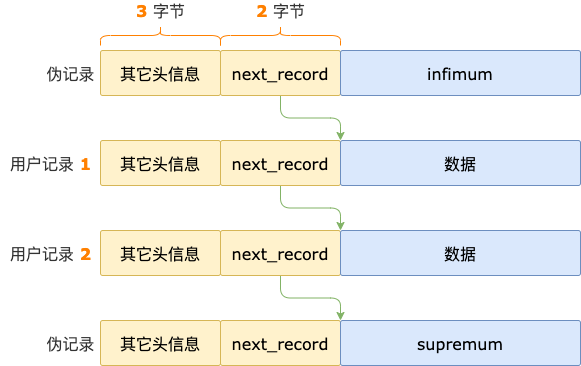 3 字节 2 字节
伪记录 其它头信息 next_record infimum
用户记录 1 其它头信息 next_record 数据
用户记录 2 其它头信息 next_record 数据
伪记录 其它头信息 next_record supremum